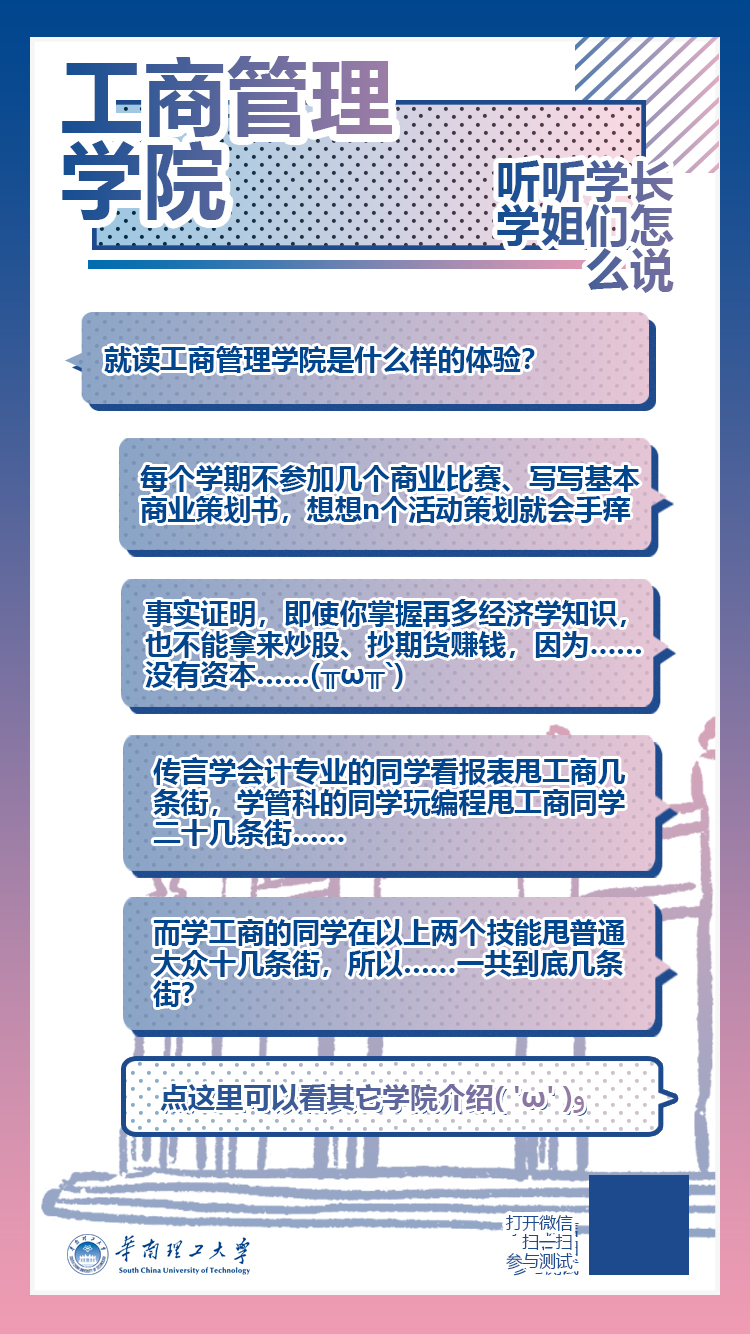 工商管理
学院
听听学长
学姐们怎
么说
就读工商管理学院是什么样的体验？
每个学期不参加几个商业比赛、写写基本
商业策划书，想想n个活动策划就会手痒
事实证明，即使你掌握再多经济学知识，
也不能拿来炒股、抄期货赚钱，因为……
没有资本……(╥ω╥`)
传言学会计专业的同学看报表甩工商几
条街，学管科的同学玩编程甩工商同学
二十几条街……
而学工商的同学在以上两个技能甩普通
大众十几条街，所以……一共到底几条
街？
点这里可以看其它学院介绍( 'ω' )و
打开微信
扫一扫
参与测试
华南理工大学
South China University of Technology